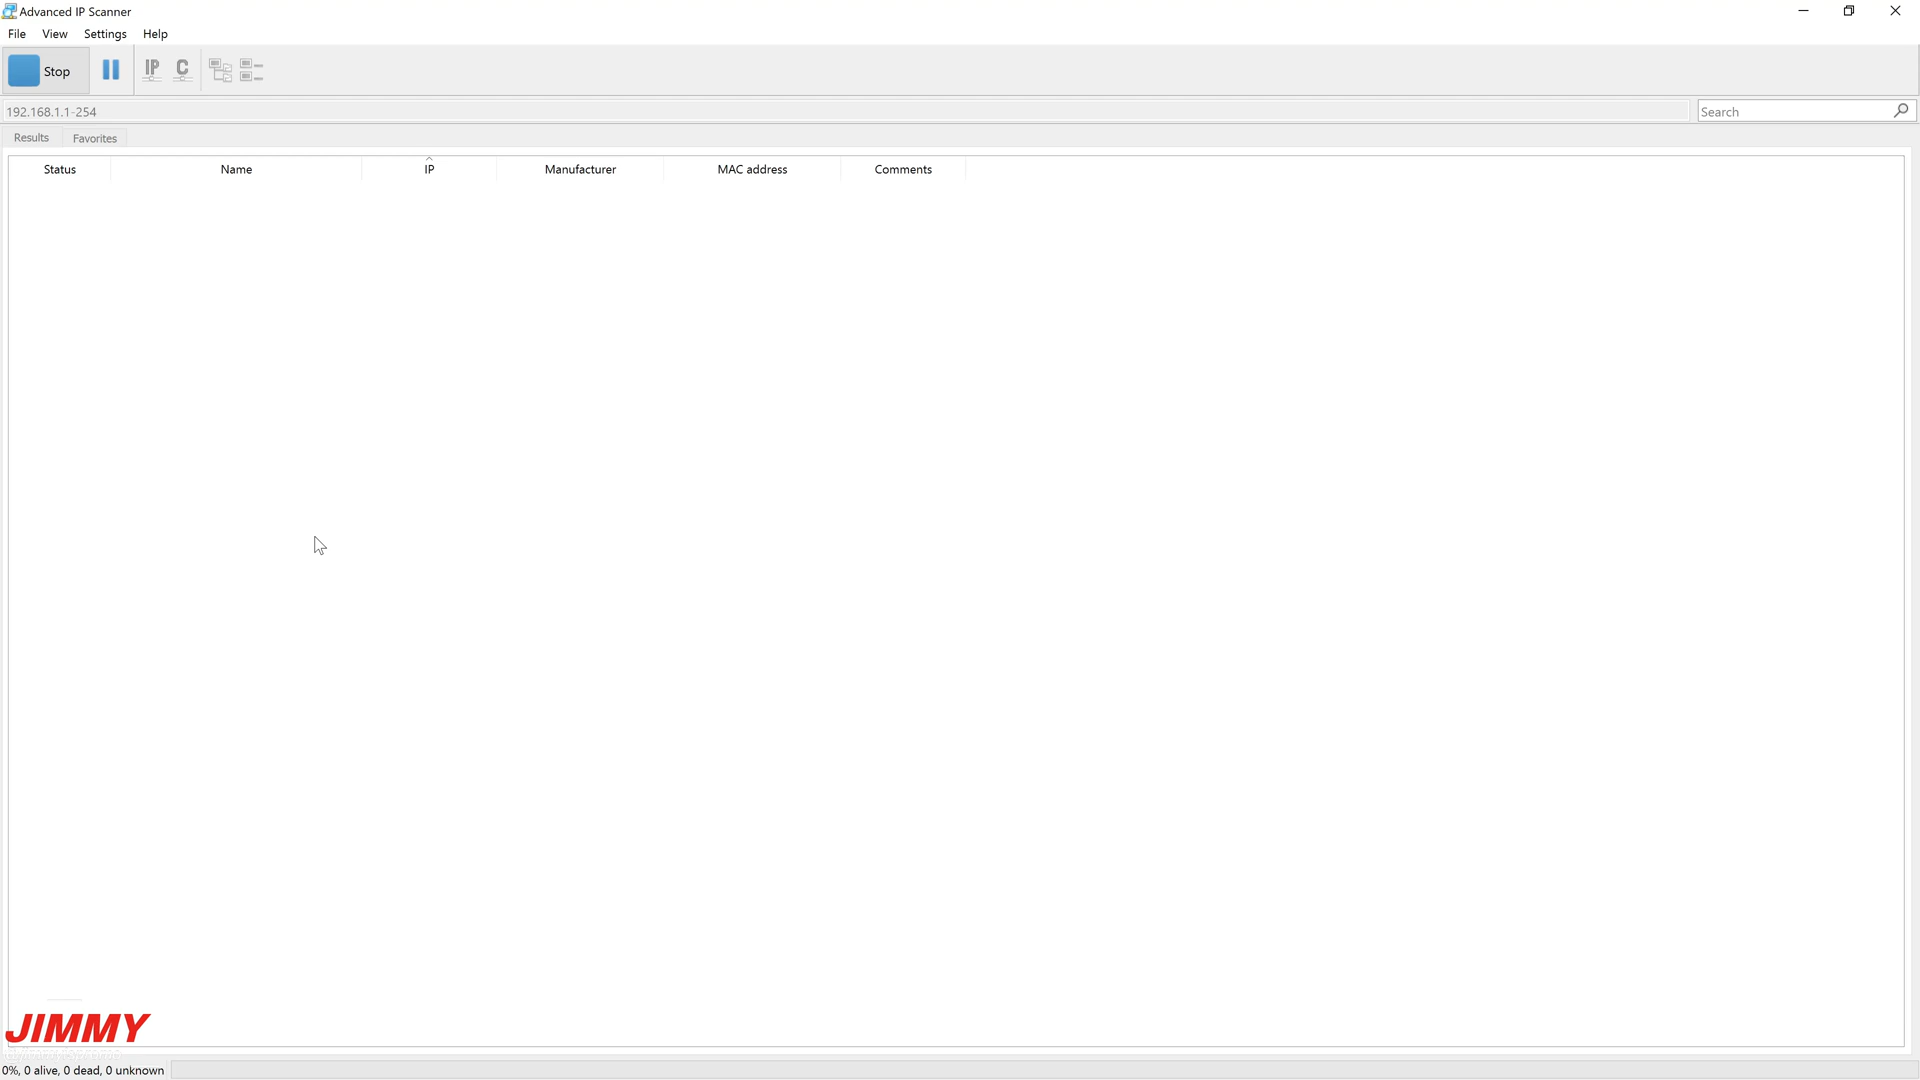 Advanced IP Scanner
File View Settings Help
Stop IP C
192.168.1.1-254 Search
Results Favorites
Status Name IP Manufacturer MAC address Comments
JIMMY
0%, 0 alive, 0 dead, 0 unknown